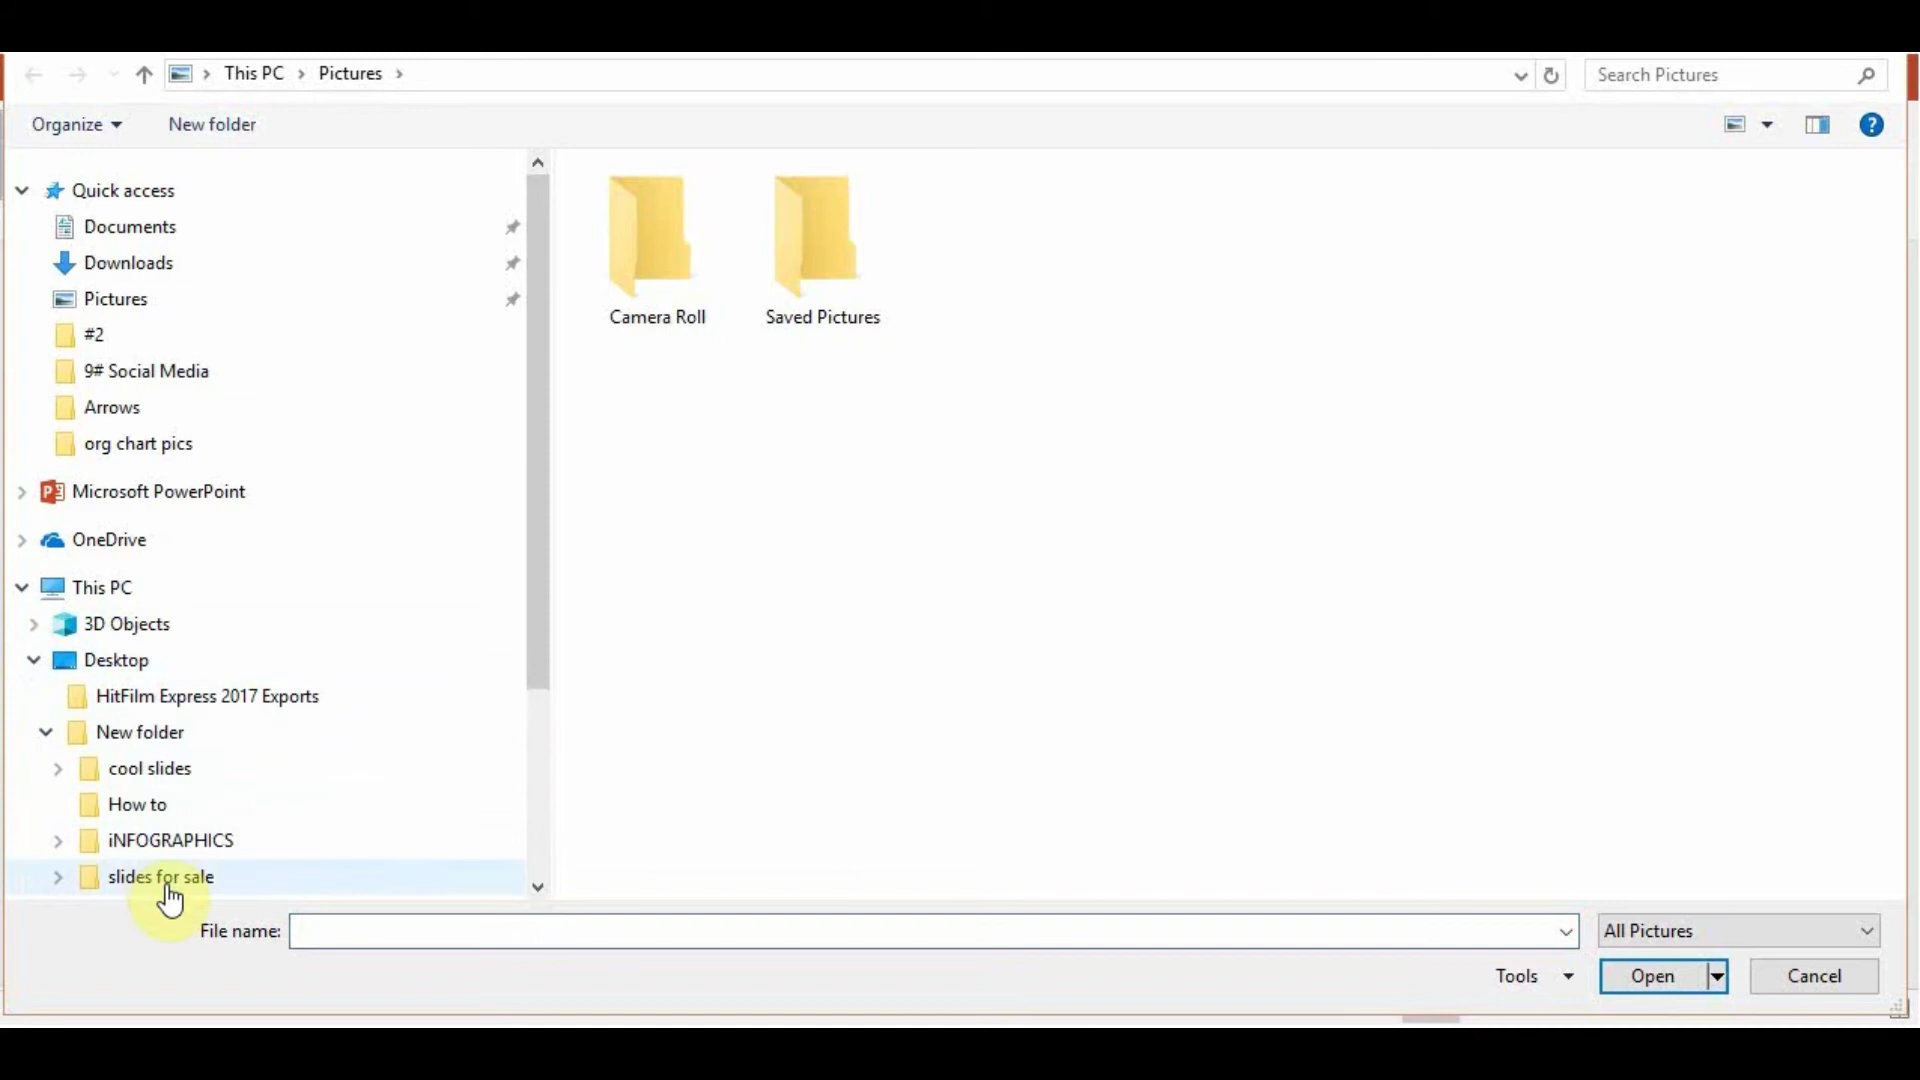 This PC > Pictures >
Search Pictures
Organize
New folder
?
Quick access
Documents
Downloads
Pictures
#2
9# Social Media
Arrows
org chart pics
Microsoft PowerPoint
OneDrive
This PC
3D Objects
Desktop
HitFilm Express 2017 Exports
New folder
cool slides
How to
iNFOGRAPHICS
slides for sale
Camera Roll
Saved Pictures
File name:
All Pictures
Tools
Open
Cancel